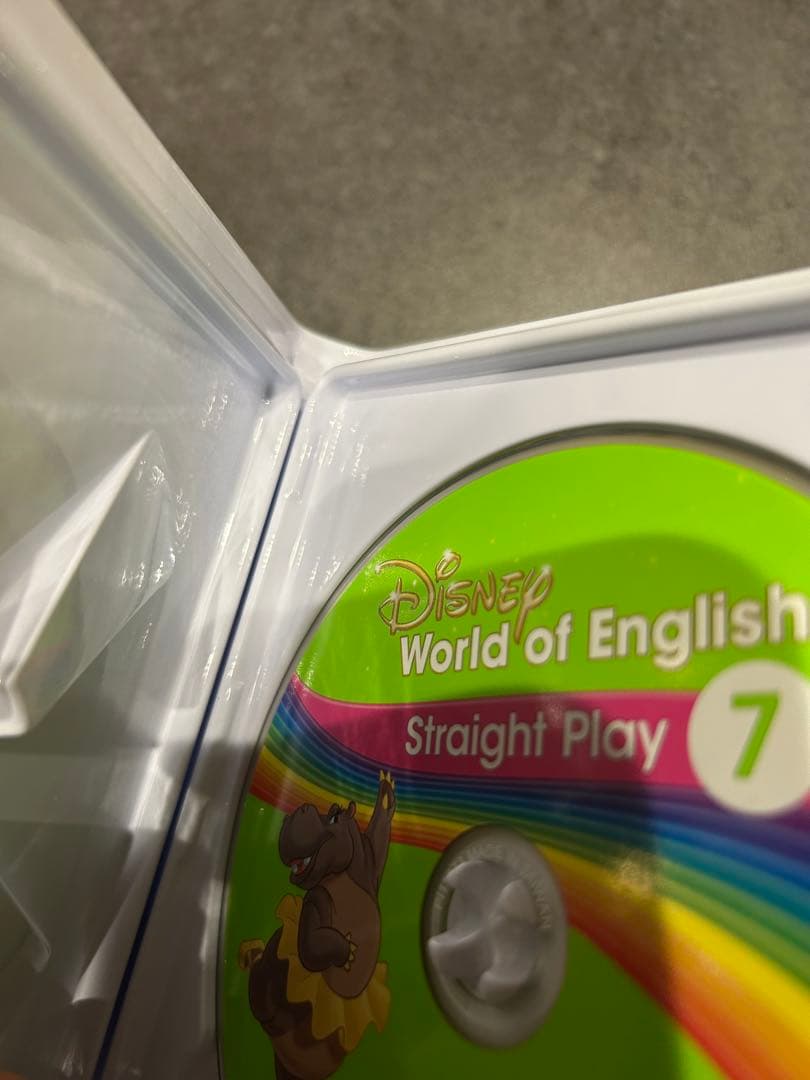 Disney
World of English
Straight Play
7